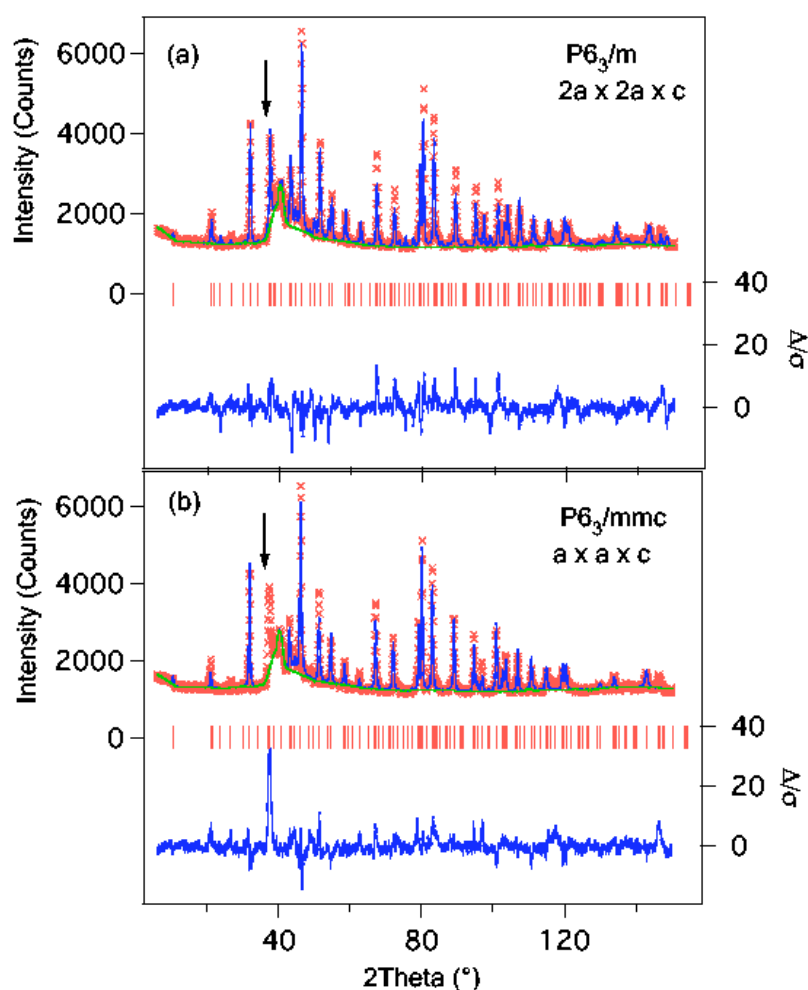 (a)
P6₃/m
2a x 2a x c
Intensity (Counts)
6000
4000
2000
0
40
20
0
Δ/σ
(b)
P6₃/mmc
a x a x c
Intensity (Counts)
6000
4000
2000
0
40
20
0
Δ/σ
40
80
120
2Theta (°)